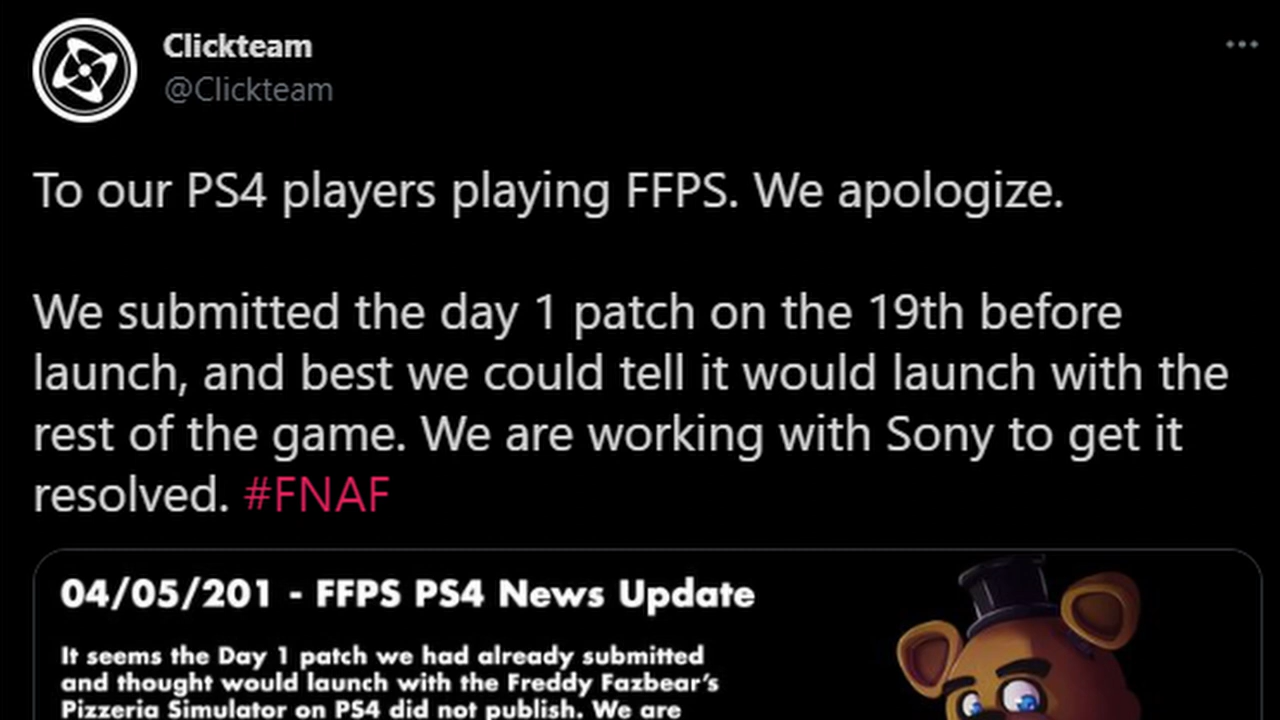 Clickteam
@Clickteam
To our PS4 players playing FFPS. We apologize.
We submitted the day 1 patch on the 19th before
launch, and best we could tell it would launch with the
rest of the game. We are working with Sony to get it
resolved. #FNAF
04/05/201 - FFPS PS4 News Update
It seems the Day 1 patch we had already submitted
and thought would launch with the Freddy Fazbear's
Pizzeria Simulator on PS4 did not publish. We are